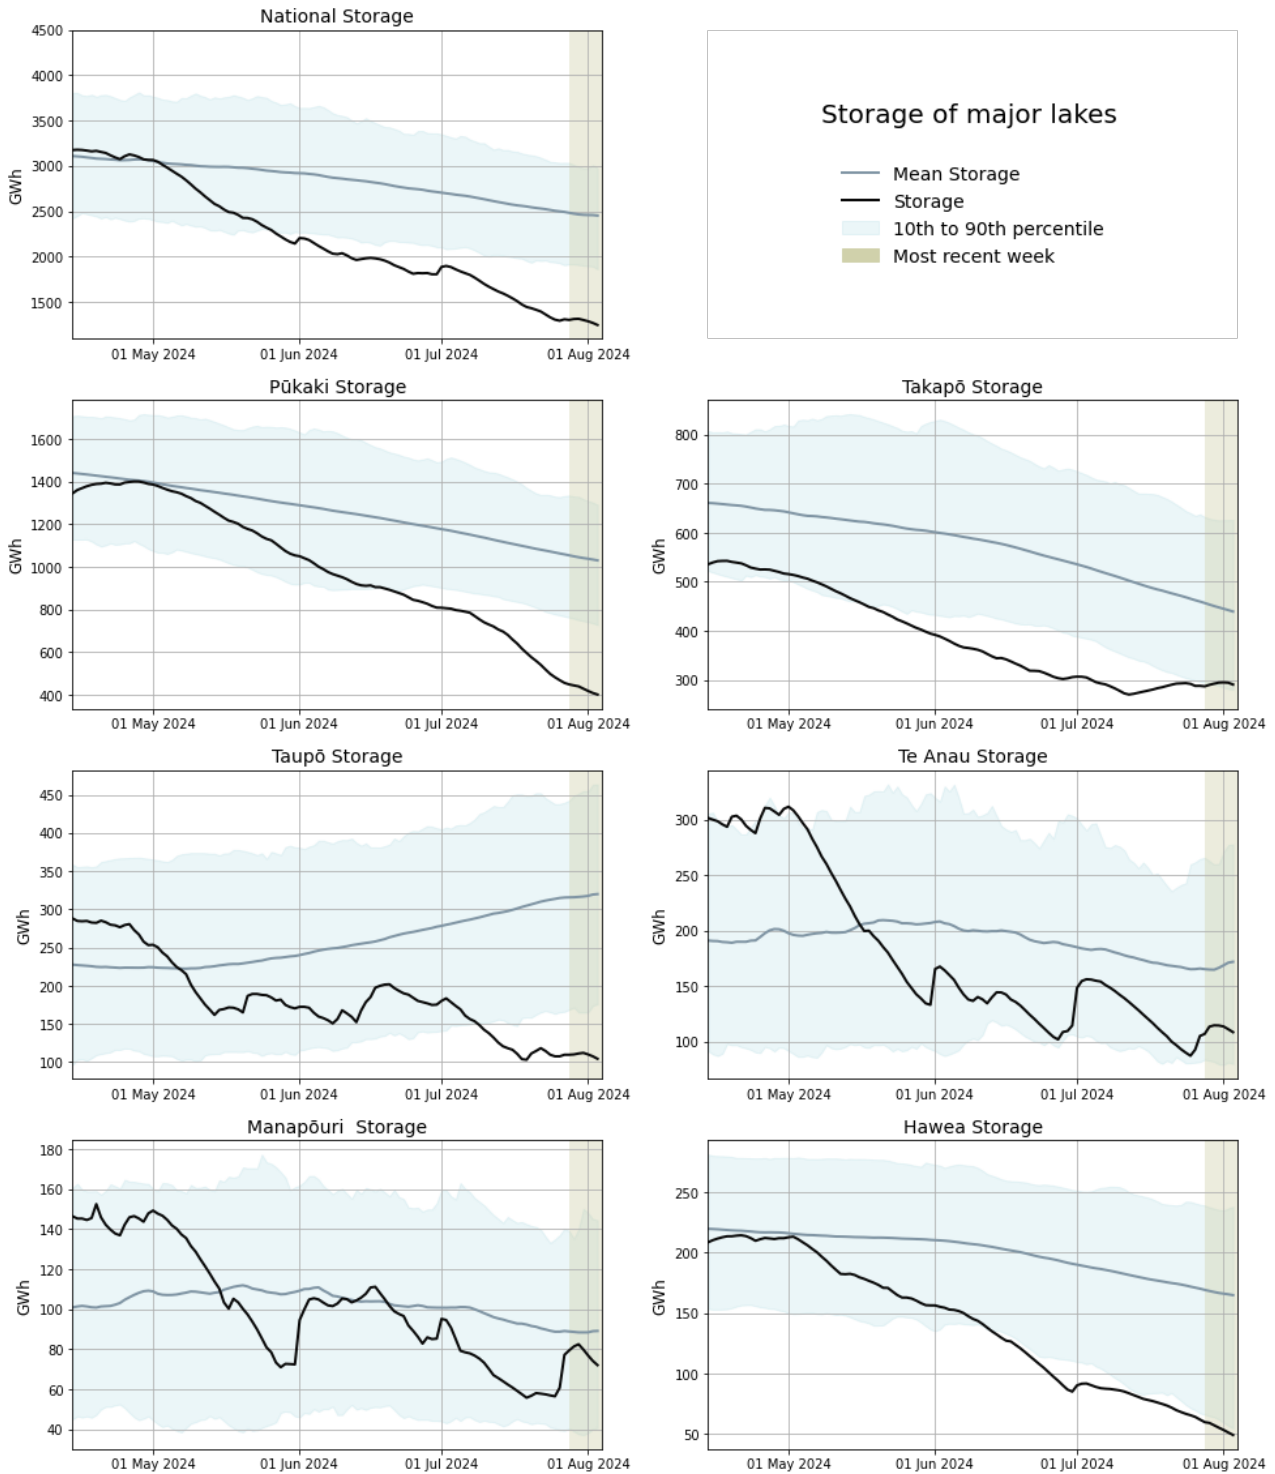 National Storage
4500
4000
3500
3000
2500
2000
1500
GWh
01 May 2024 01 Jun 2024 01 Jul 2024 01 Aug 2024
Storage of major lakes
Mean Storage
Storage
10th to 90th percentile
Most recent week
Pūkaki Storage
1600
1400
1200
1000
800
600
400
GWh
01 May 2024 01 Jun 2024 01 Jul 2024 01 Aug 2024
Takapō Storage
800
700
600
500
400
300
GWh
01 May 2024 01 Jun 2024 01 Jul 2024 01 Aug 2024
Taupō Storage
450
400
350
300
250
200
150
100
GWh
01 May 2024 01 Jun 2024 01 Jul 2024 01 Aug 2024
Te Anau Storage
300
250
200
150
100
GWh
01 May 2024 01 Jun 2024 01 Jul 2024 01 Aug 2024
Manapōuri  Storage
180
160
140
120
100
80
60
40
GWh
01 May 2024 01 Jun 2024 01 Jul 2024 01 Aug 2024
Hawea Storage
250
200
150
100
50
GWh
01 May 2024 01 Jun 2024 01 Jul 2024 01 Aug 2024